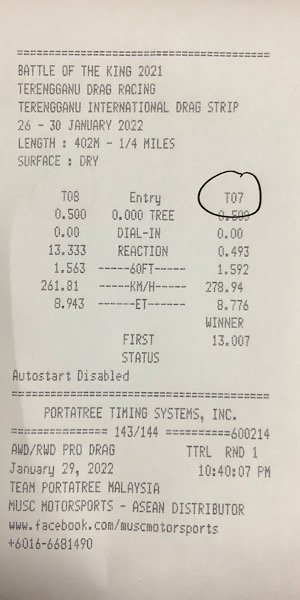 ==========================================
BATTLE OF THE KING 2021
TERENGGANU DRAG RACING
TERENGGANU INTERNATIONAL DRAG STRIP
26 - 30 JANUARY 2022
LENGTH : 402M - 1/4 MILES
SURFACE : DRY
T08 Entry T07
0.500 0.000 TREE 0.500
0.00 DIAL-IN 0.00
13.333 REACTION 0.493
1.563 ------60FT------ 1.592
261.81 ------KM/H----- 278.94
8.943 -------ET------ 8.776
WINNER
FIRST 13.007
STATUS
Autostart Disabled
==========================================
PORTATREE TIMING SYSTEMS, INC.
=============== 143/144 ==========600214
AWD/RWD PRO DRAG TTRL RND 1
January 29, 2022 10:40:07 PM
TEAM PORTATREE MALAYSIA
MUSC MOTORSPORTS - ASEAN DISTRIBUTOR
www.facebook.com/muscmotorsports
+6016-6681490